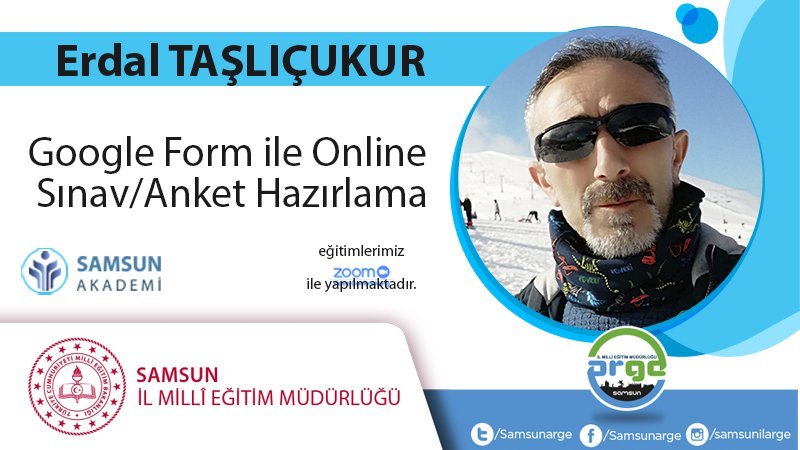 Erdal TAŞLIÇUKUR
Google Form ile Online
Sınav/Anket Hazırlama
SAMSUN
AKADEMİ
eğitimlerimiz
zoom
ile yapılmaktadır.
TÜRKİYE CUMHURİYETİ MİLLÎ EĞİTİM BAKANLIĞI
SAMSUN
İL MİLLÎ EĞİTİM MÜDÜRLÜĞÜ
İL MİLLİ EĞİTİM MÜDÜRLÜĞÜ
arge
samsun
/Samsunarge
/Samsunarge
/samsunilarge